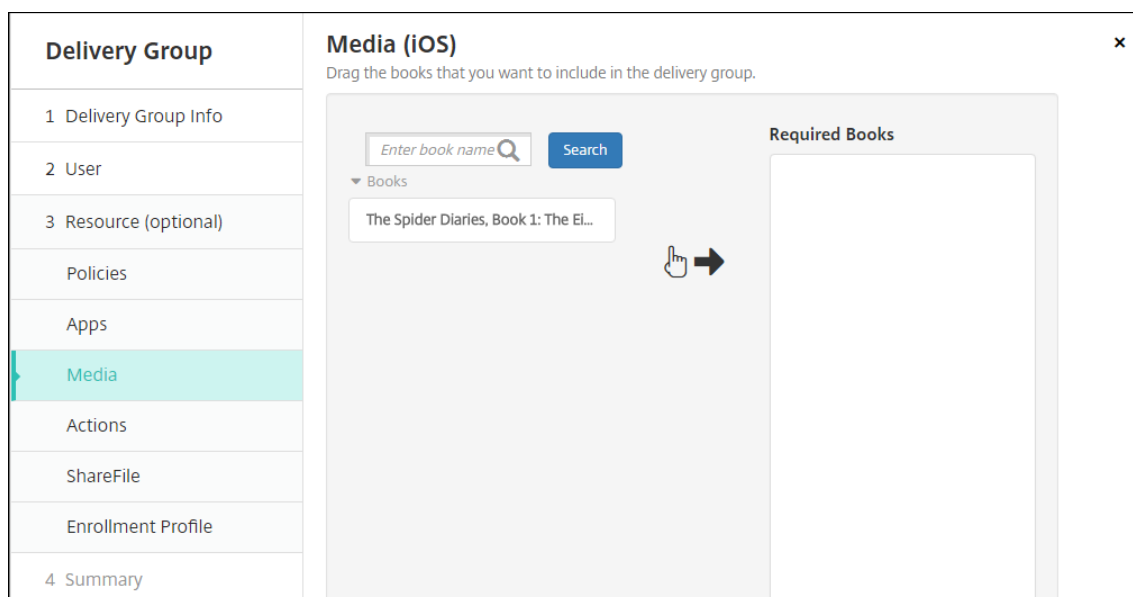 Delivery Group
1 Delivery Group Info
2 User
3 Resource (optional)
Policies
Apps
Media
Actions
ShareFile
Enrollment Profile
4 Summary
Media (iOS)
Drag the books that you want to include in the delivery group.
Enter book name
Search
Books
The Spider Diaries, Book 1: The Ei...
Required Books